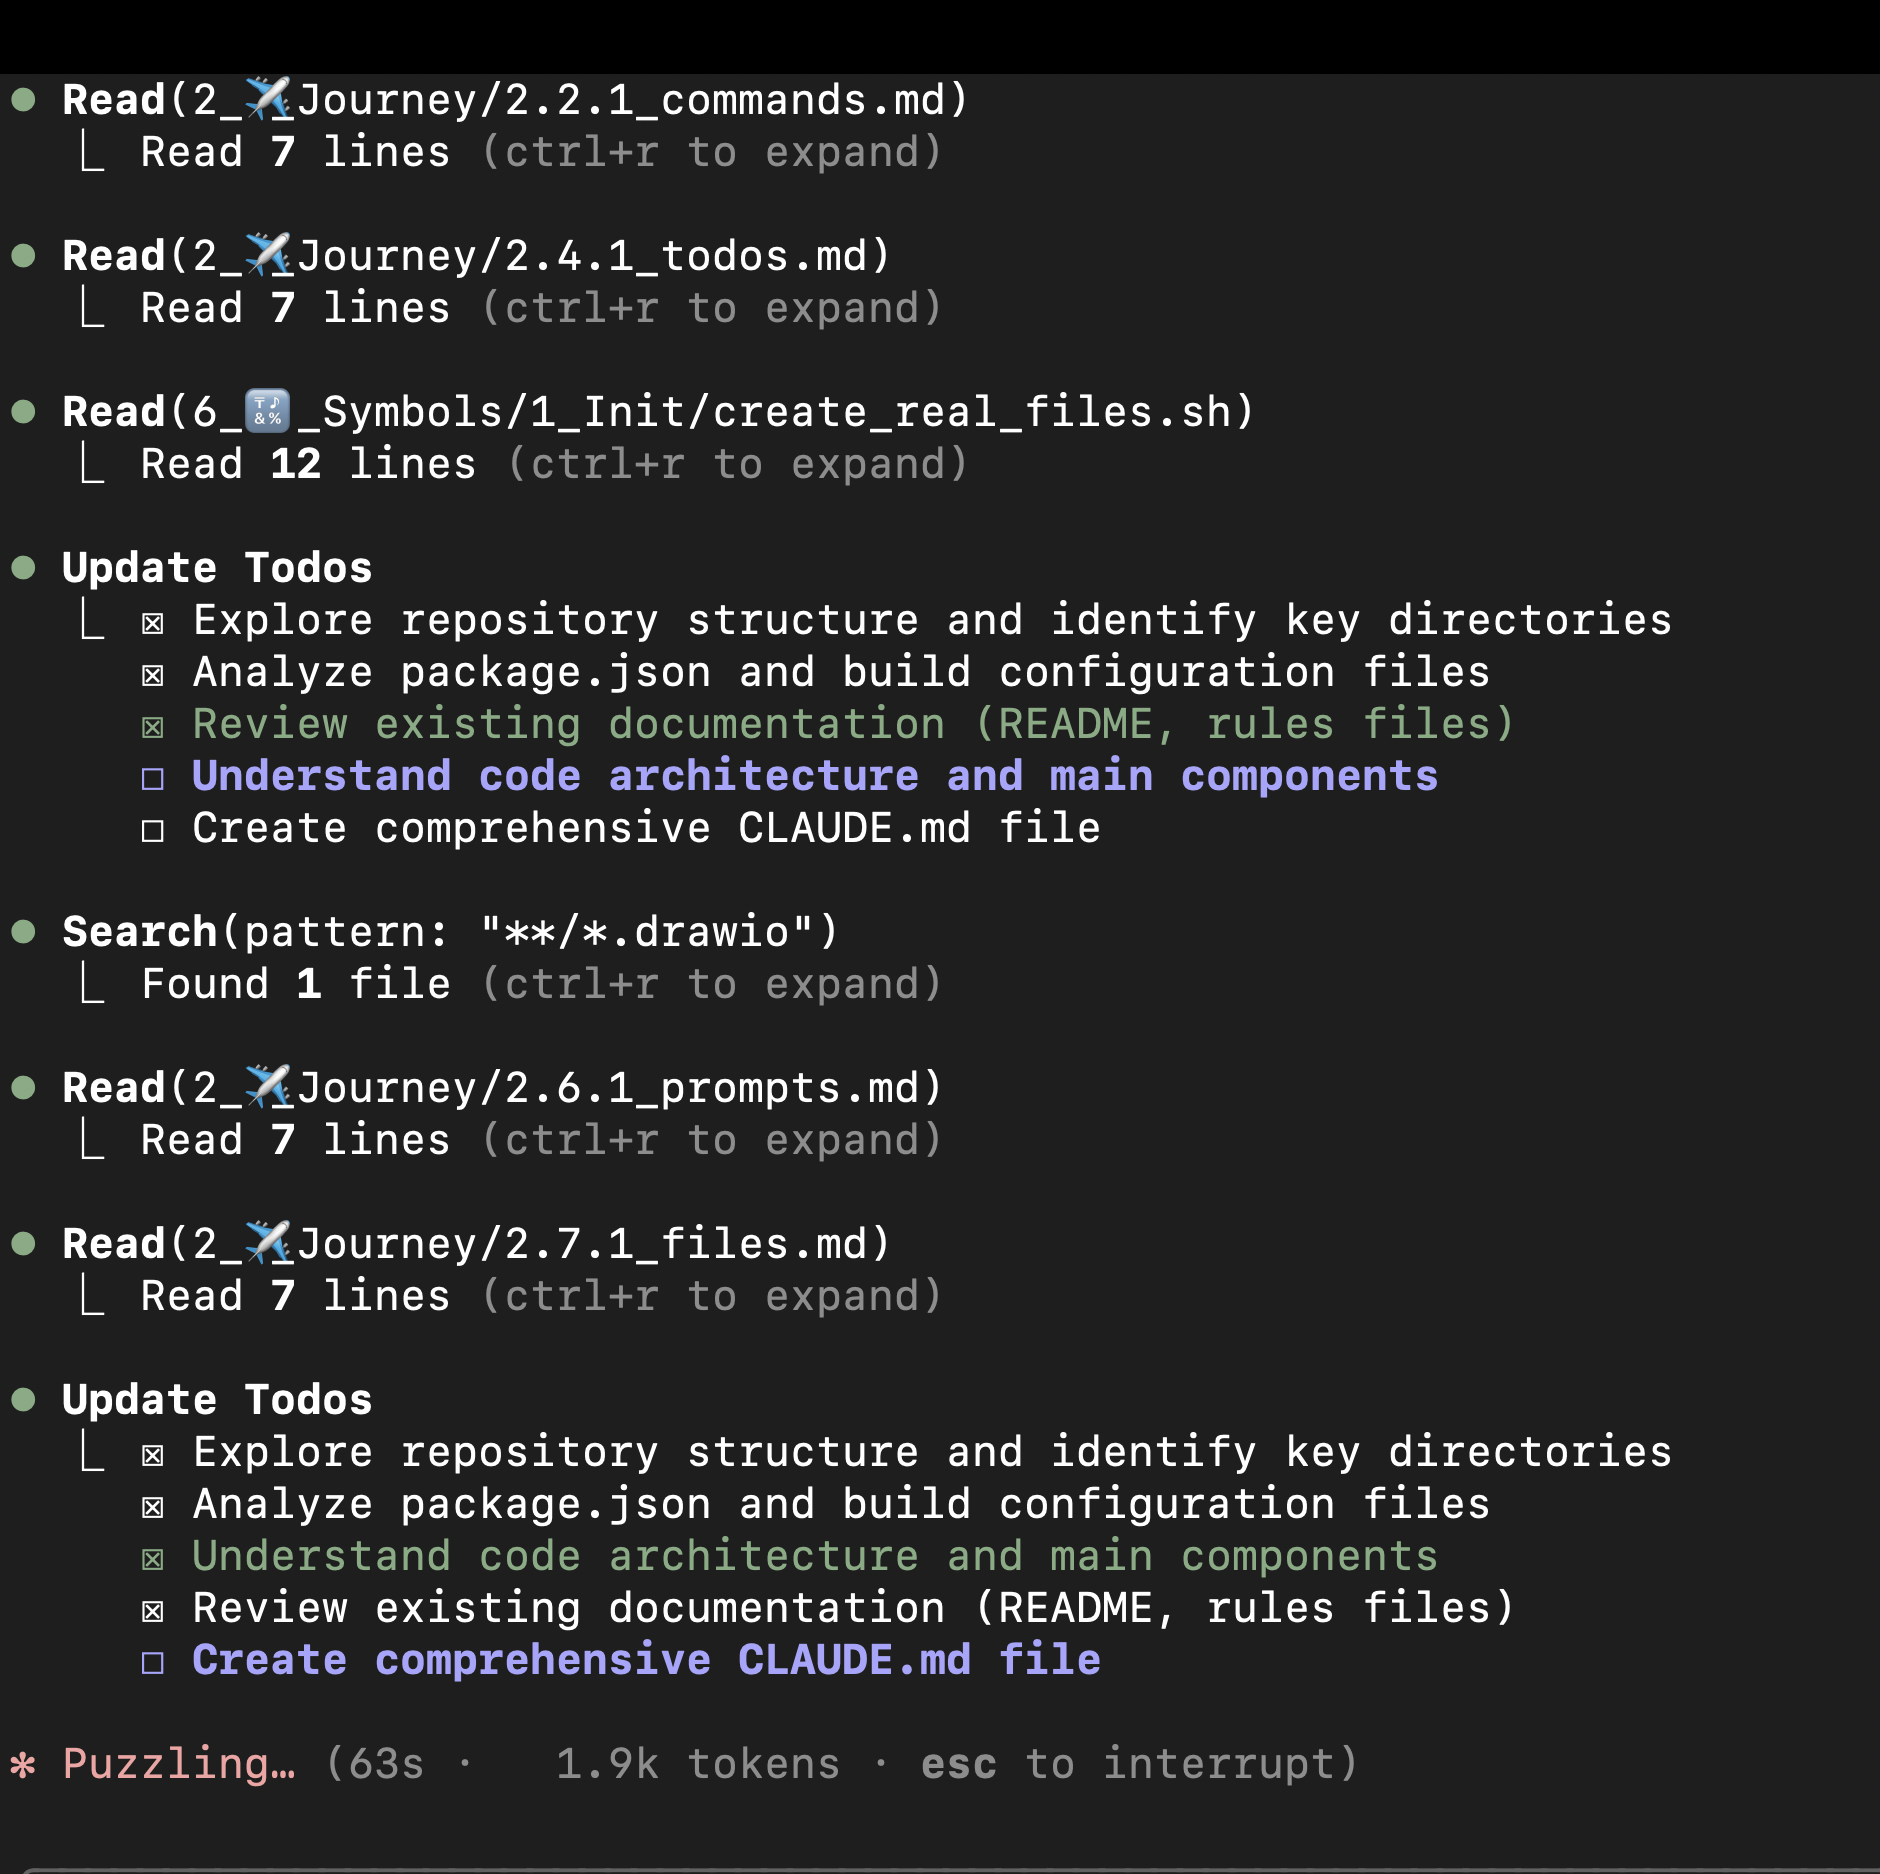 ● Read(2_✈️_Journey/2.2.1_commands.md)
⎿ Read 7 lines (ctrl+r to expand)
● Read(2_✈️_Journey/2.4.1_todos.md)
⎿ Read 7 lines (ctrl+r to expand)
● Read(6_🔣_Symbols/1_Init/create_real_files.sh)
⎿ Read 12 lines (ctrl+r to expand)
● Update Todos
⎿ ☒ Explore repository structure and identify key directories
☒ Analyze package.json and build configuration files
☒ Review existing documentation (README, rules files)
☐ Understand code architecture and main components
☐ Create comprehensive CLAUDE.md file
● Search(pattern: "**/*.drawio")
⎿ Found 1 file (ctrl+r to expand)
● Read(2_✈️_Journey/2.6.1_prompts.md)
⎿ Read 7 lines (ctrl+r to expand)
● Read(2_✈️_Journey/2.7.1_files.md)
⎿ Read 7 lines (ctrl+r to expand)
● Update Todos
⎿ ☒ Explore repository structure and identify key directories
☒ Analyze package.json and build configuration files
☒ Understand code architecture and main components
☒ Review existing documentation (README, rules files)
☐ Create comprehensive CLAUDE.md file
✻ Puzzling… (63s · 1.9k tokens · esc to interrupt)